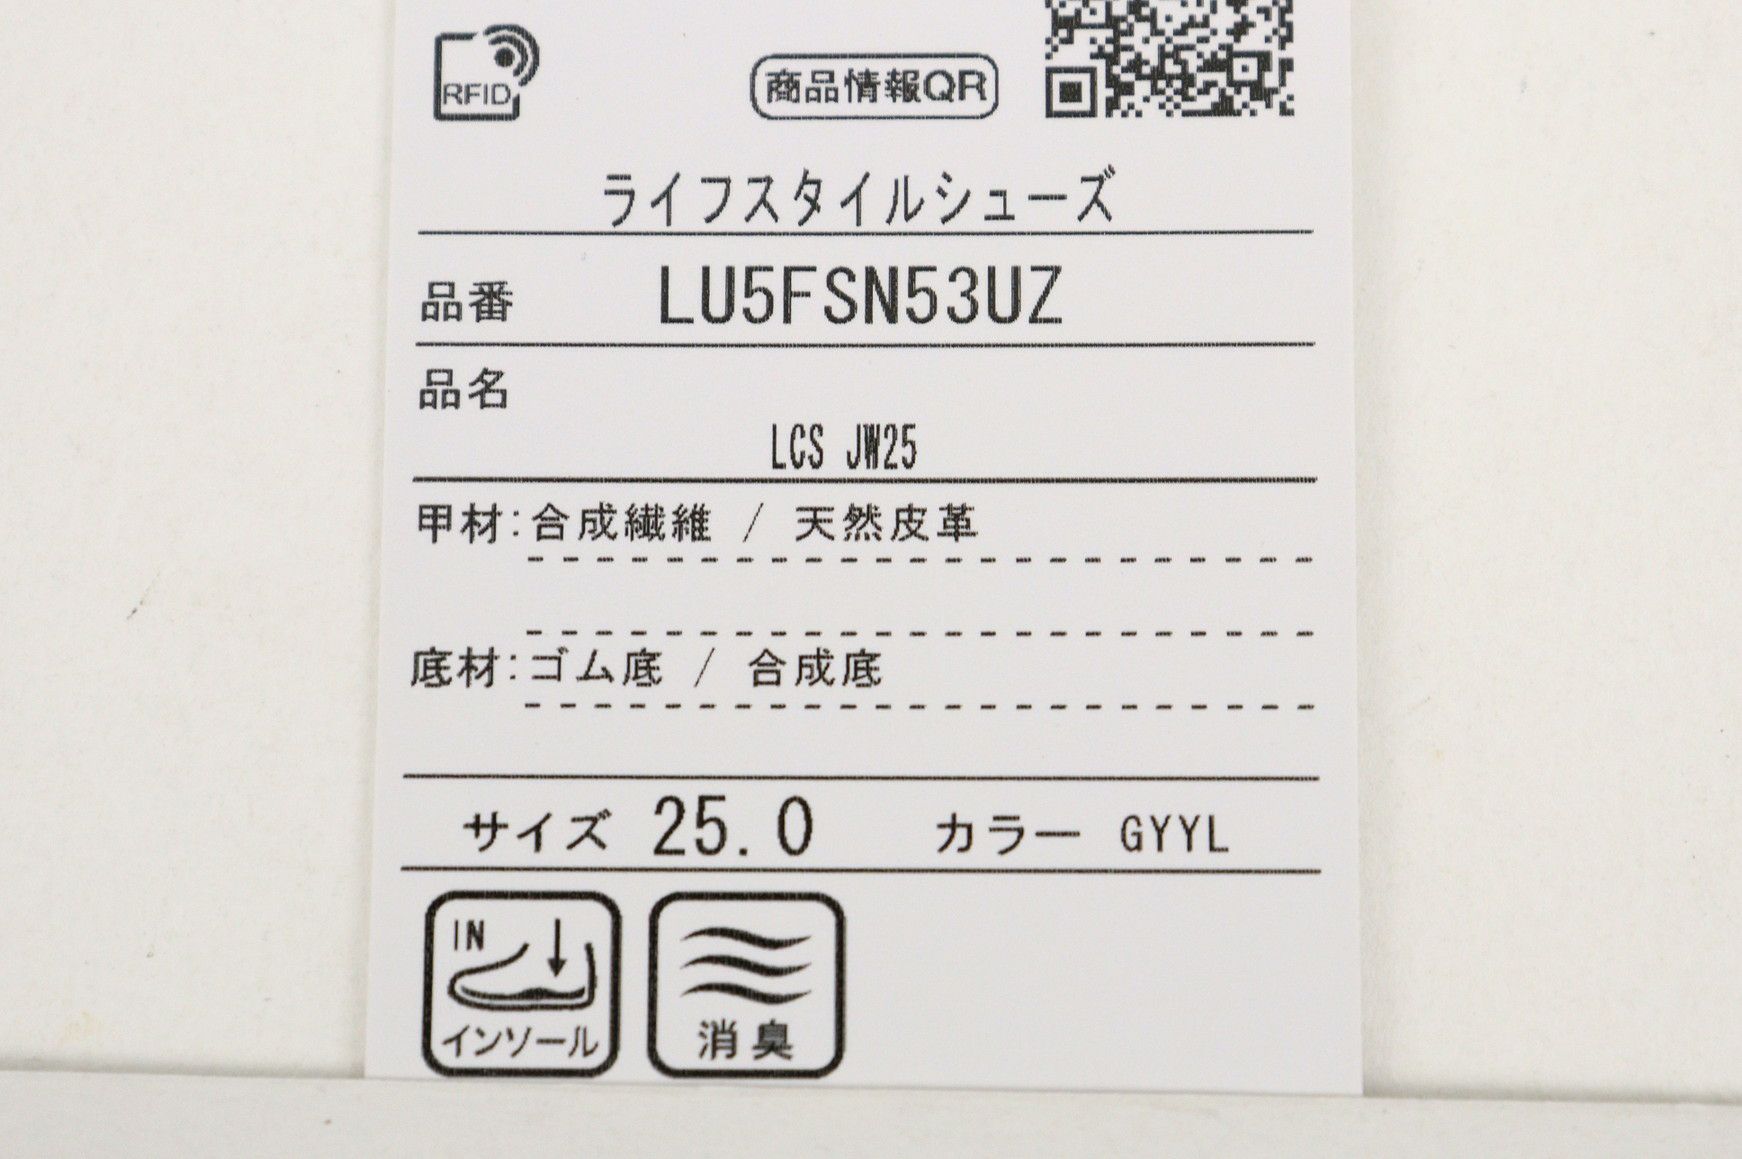 RFID 商品情報QR
ライフスタイルシューズ
品番 LU5FSN53UZ
品名
LCS JW25
甲材:合成繊維 / 天然皮革
底材:ゴム底 / 合成底
サイズ 25.0 カラー GYYL
IN
インソール 消臭